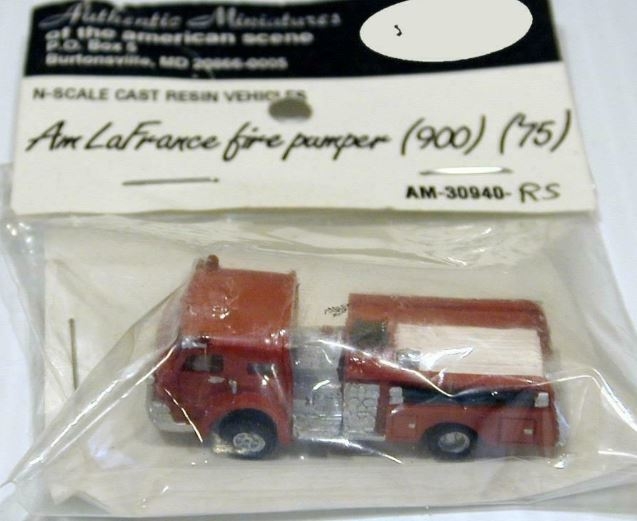 Authentic Miniatures
of the american scene
P.O. Box 5
Burtonsville, MD 20866-0005
N-SCALE CAST RESIN VEHICLES
Am LaFrance fire pumper (900) ('75)
AM-30940-RS